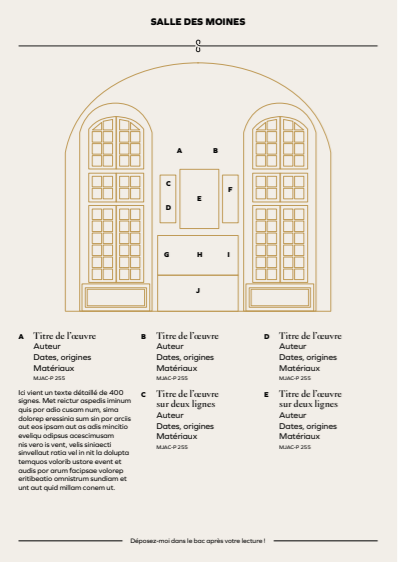 SALLE DES MOINES
A B
C
D
E
F
G H I
J
A Titre de l'œuvre
Auteur
Dates, origines
Matériaux
MJAC-P 255
Ici vient un texte détaillé de 400
signes. Met reictur aspedis iminum
quis por adio cusam num, sima
dolorep eressinia sum sin por arciis
aut eos ipsam aut as adis mincitio
eveliqu odipsus acescimusam
nis vero is vent, velis siniaecti
sinvellaut ratia vel in nit la dolupta
temquos volorib ustore event et
audis por arum facipsae volorep
eritibeatio omnistrum sundiam et
unt aut quid millam conem ut.
B Titre de l'œuvre
Auteur
Dates, origines
Matériaux
MJAC-P 255
C Titre de l'œuvre
sur deux lignes
Auteur
Dates, origines
Matériaux
MJAC-P 255
D Titre de l'œuvre
Auteur
Dates, origines
Matériaux
MJAC-P 255
E Titre de l'œuvre
sur deux lignes
Auteur
Dates, origines
Matériaux
MJAC-P 255
Déposez-moi dans le bac après votre lecture !